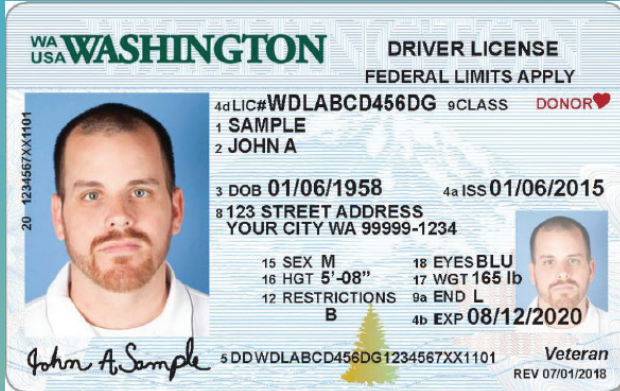 WA
USA WASHINGTON
DRIVER LICENSE
FEDERAL LIMITS APPLY
20 1234567XX1101
4d LIC# WDLABCD456DG 9 CLASS DONOR
1 SAMPLE
2 JOHN A
3 DOB 01/06/1958 4a ISS 01/06/2015
8 123 STREET ADDRESS
YOUR CITY WA 99999-1234
15 SEX M 18 EYES BLU
16 HGT 5'-08" 17 WGT 165 lb
12 RESTRICTIONS 9a END L
B 4b EXP 08/12/2020
John A Sample
5 DD WDLABCD456DG1234567XX1101
Veteran
REV 07/01/2018